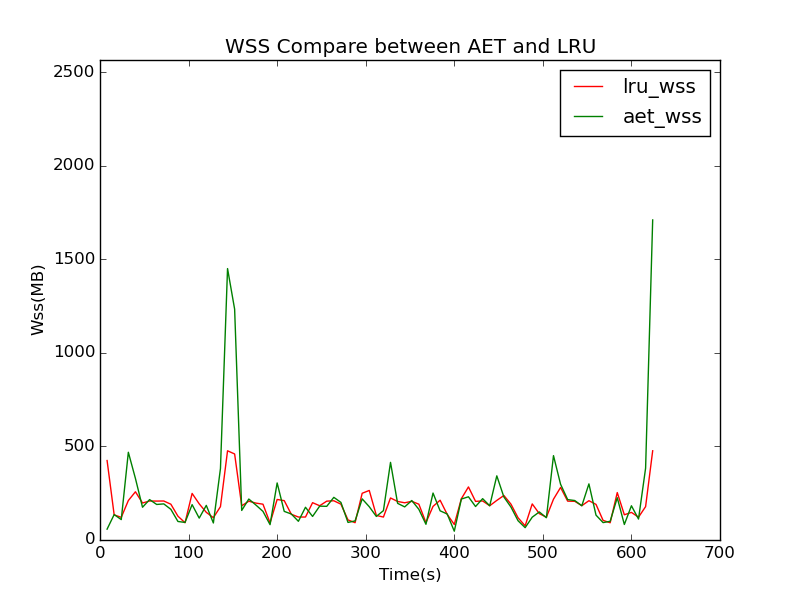 WSS Compare between AET and LRU
2500
2000
1500
1000
500
0
Wss(MB)
lru_wss
aet_wss
0 100 200 300 400 500 600 700
Time(s)